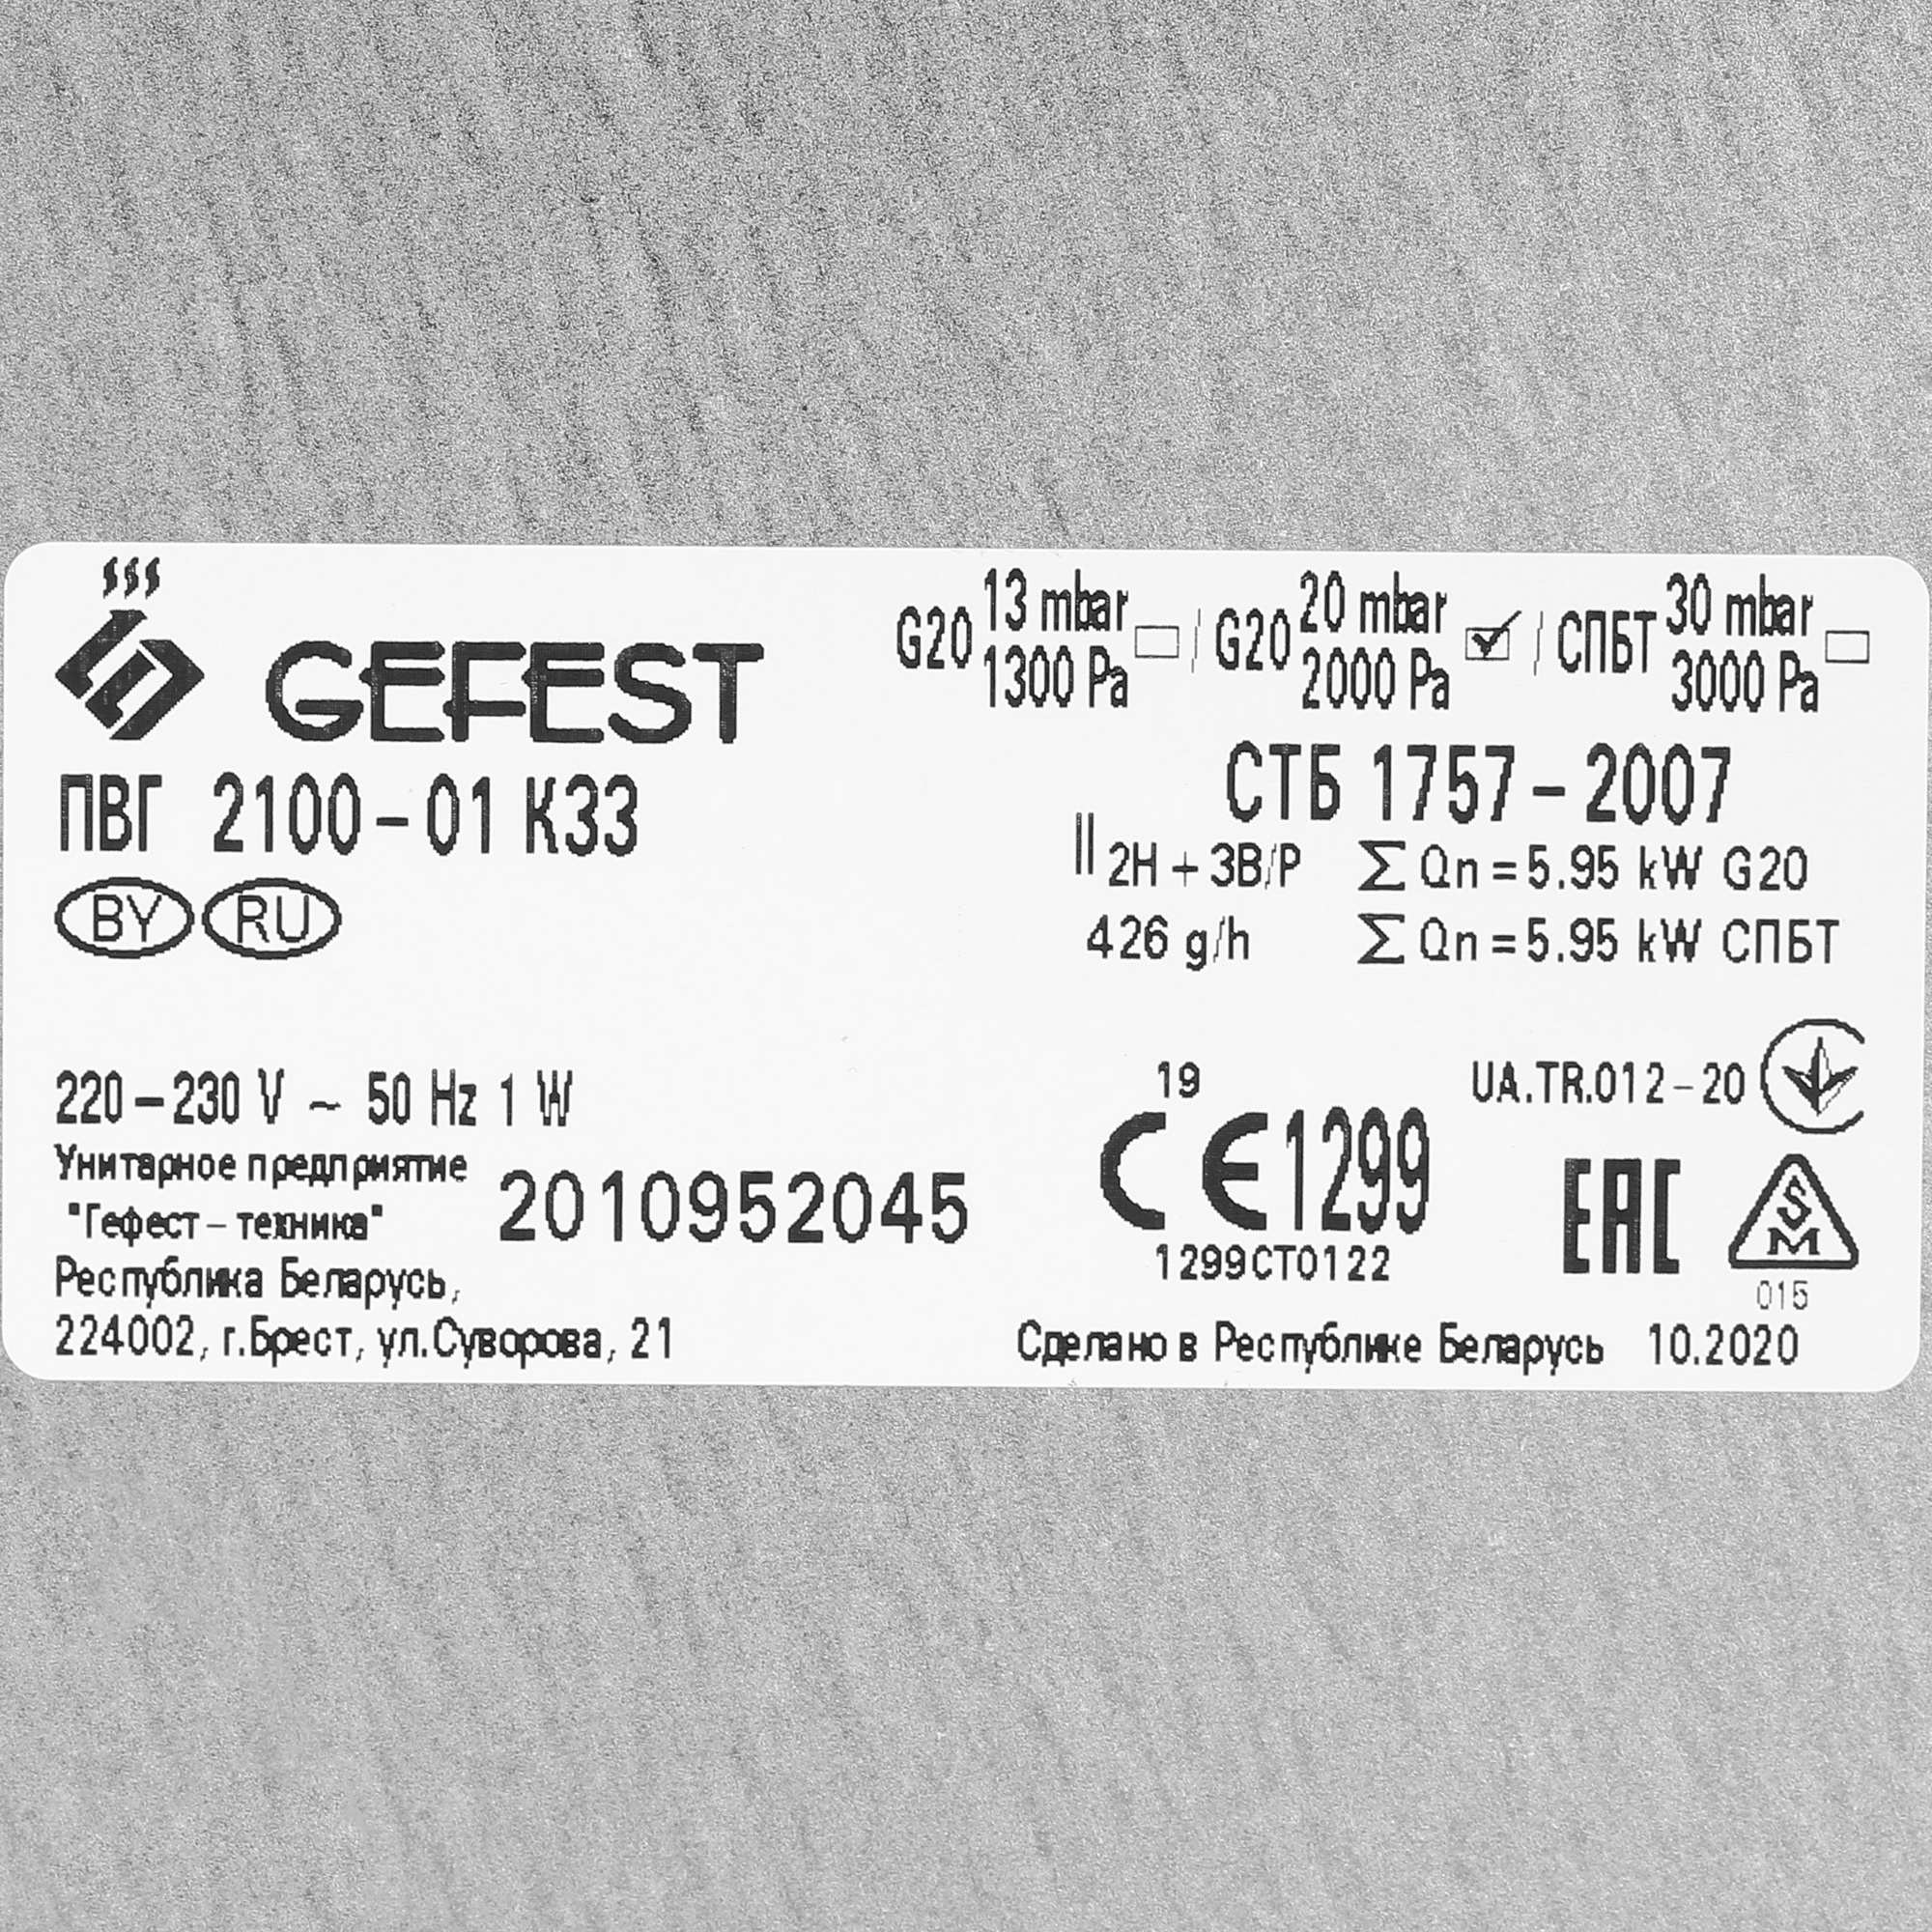 GEFEST
G20 13 mbar 1300 Pa / G20 20 mbar 2000 Pa / СПБТ 30 mbar 3000 Pa
ПВГ 2100-01 К33
СТБ 1757-2007
BY RU
II 2H + 3B/P Σ Qn = 5.95 kW G20
426 g/h Σ Qn = 5.95 kW СПБТ
220-230 V ~ 50 Hz 1 W
19
CE 1299
1299CT0122
UA.TR.012-20
EAC
SM
015
Унитарное предприятие
"Гефест-техника"
2010952045
Республика Беларусь,
224002, г.Брест, ул.Суворова, 21
Сделано в Республике Беларусь 10.2020